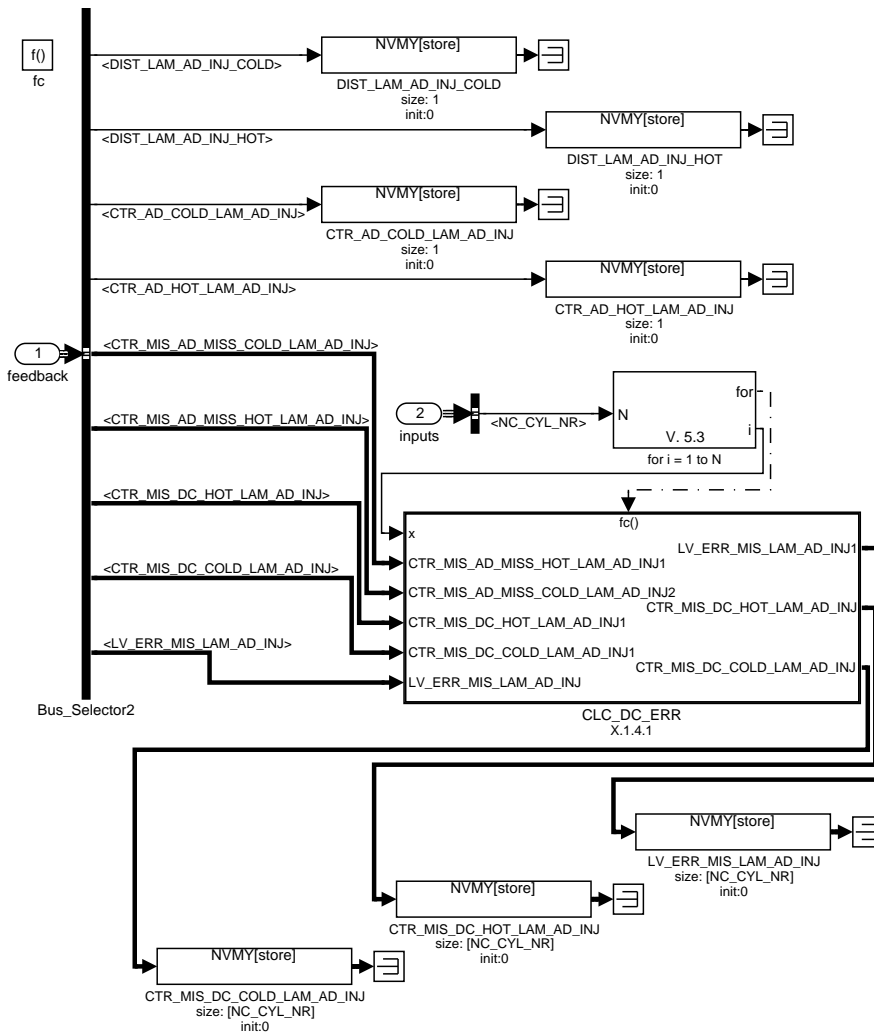 NVMY[store]
f()
fc
<DIST_LAM_AD_INJ_COLD>
DIST_LAM_AD_INJ_COLD
size: 1
init:0
NVMY[store]
<DIST_LAM_AD_INJ_HOT>
DIST_LAM_AD_INJ_HOT
size: 1
init:0
NVMY[store]
<CTR_AD_COLD_LAM_AD_INJ>
CTR_AD_COLD_LAM_AD_INJ
size: 1
init:0
NVMY[store]
<CTR_AD_HOT_LAM_AD_INJ>
CTR_AD_HOT_LAM_AD_INJ
size: 1
init:0
1
feedback
<CTR_MIS_AD_MISS_COLD_LAM_AD_INJ>
<CTR_MIS_AD_MISS_HOT_LAM_AD_INJ>
<CTR_MIS_DC_HOT_LAM_AD_INJ>
<CTR_MIS_DC_COLD_LAM_AD_INJ>
<LV_ERR_MIS_LAM_AD_INJ>
Bus_Selector2
2
inputs
<NC_CYL_NR>
for
N
i
V. 5.3
for i = 1 to N
fc()
x
CTR_MIS_AD_MISS_HOT_LAM_AD_INJ1
CTR_MIS_AD_MISS_COLD_LAM_AD_INJ2
CTR_MIS_DC_HOT_LAM_AD_INJ1
CTR_MIS_DC_COLD_LAM_AD_INJ1
LV_ERR_MIS_LAM_AD_INJ
LV_ERR_MIS_LAM_AD_INJ1
CTR_MIS_DC_HOT_LAM_AD_INJ
CTR_MIS_DC_COLD_LAM_AD_INJ
CLC_DC_ERR
X.1.4.1
NVMY[store]
LV_ERR_MIS_LAM_AD_INJ
size: [NC_CYL_NR]
init:0
NVMY[store]
CTR_MIS_DC_HOT_LAM_AD_INJ
size: [NC_CYL_NR]
init:0
NVMY[store]
CTR_MIS_DC_COLD_LAM_AD_INJ
size: [NC_CYL_NR]
init:0